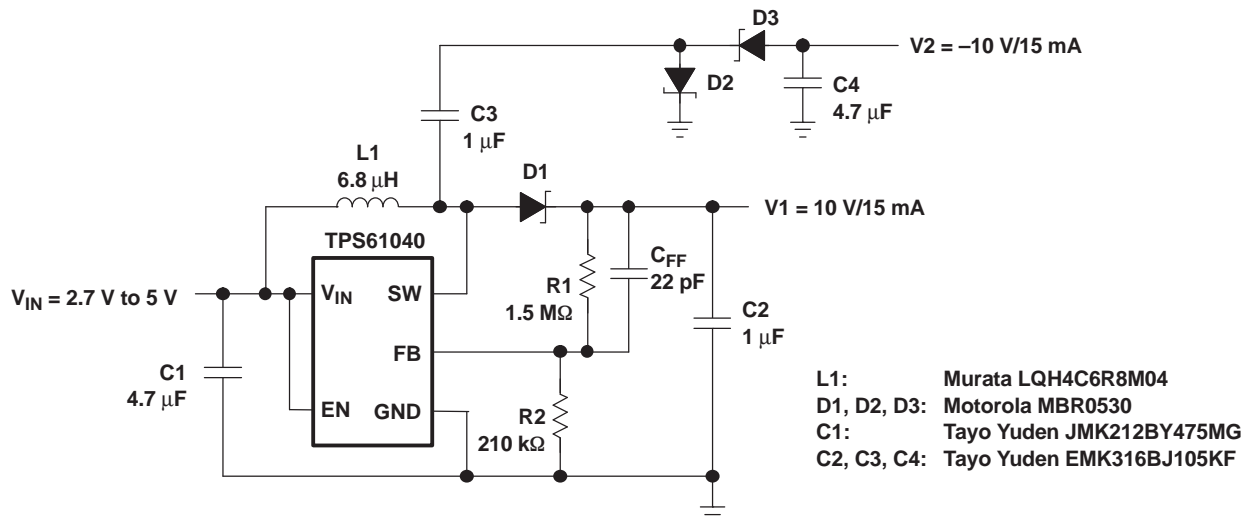 D3
V2 = –10 V/15 mA
D2
C4
4.7 μF
C3
1 μF
L1
6.8 μH
D1
V1 = 10 V/15 mA
TPS61040
VIN = 2.7 V to 5 V
VIN
SW
R1
1.5 MΩ
CFF
22 pF
C2
1 μF
FB
C1
4.7 μF
EN
GND
R2
210 kΩ
L1: Murata LQH4C6R8M04
D1, D2, D3: Motorola MBR0530
C1: Tayo Yuden JMK212BY475MG
C2, C3, C4: Tayo Yuden EMK316BJ105KF